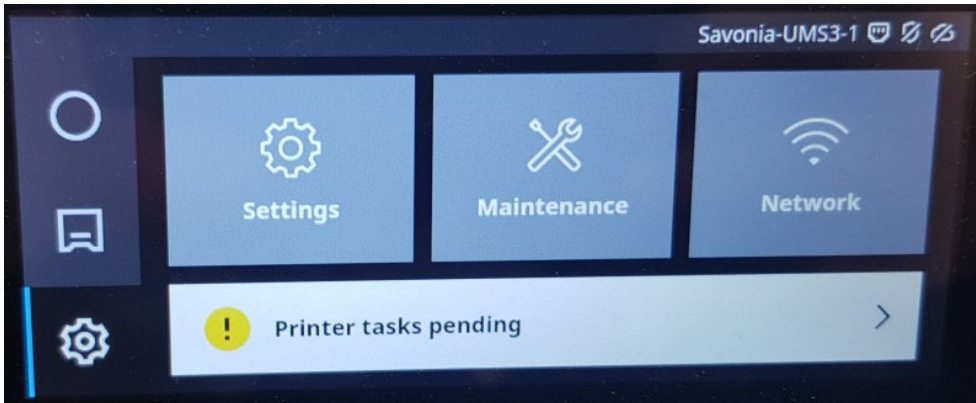 Savonia-UMS3-1
Settings
Maintenance
Network
Printer tasks pending